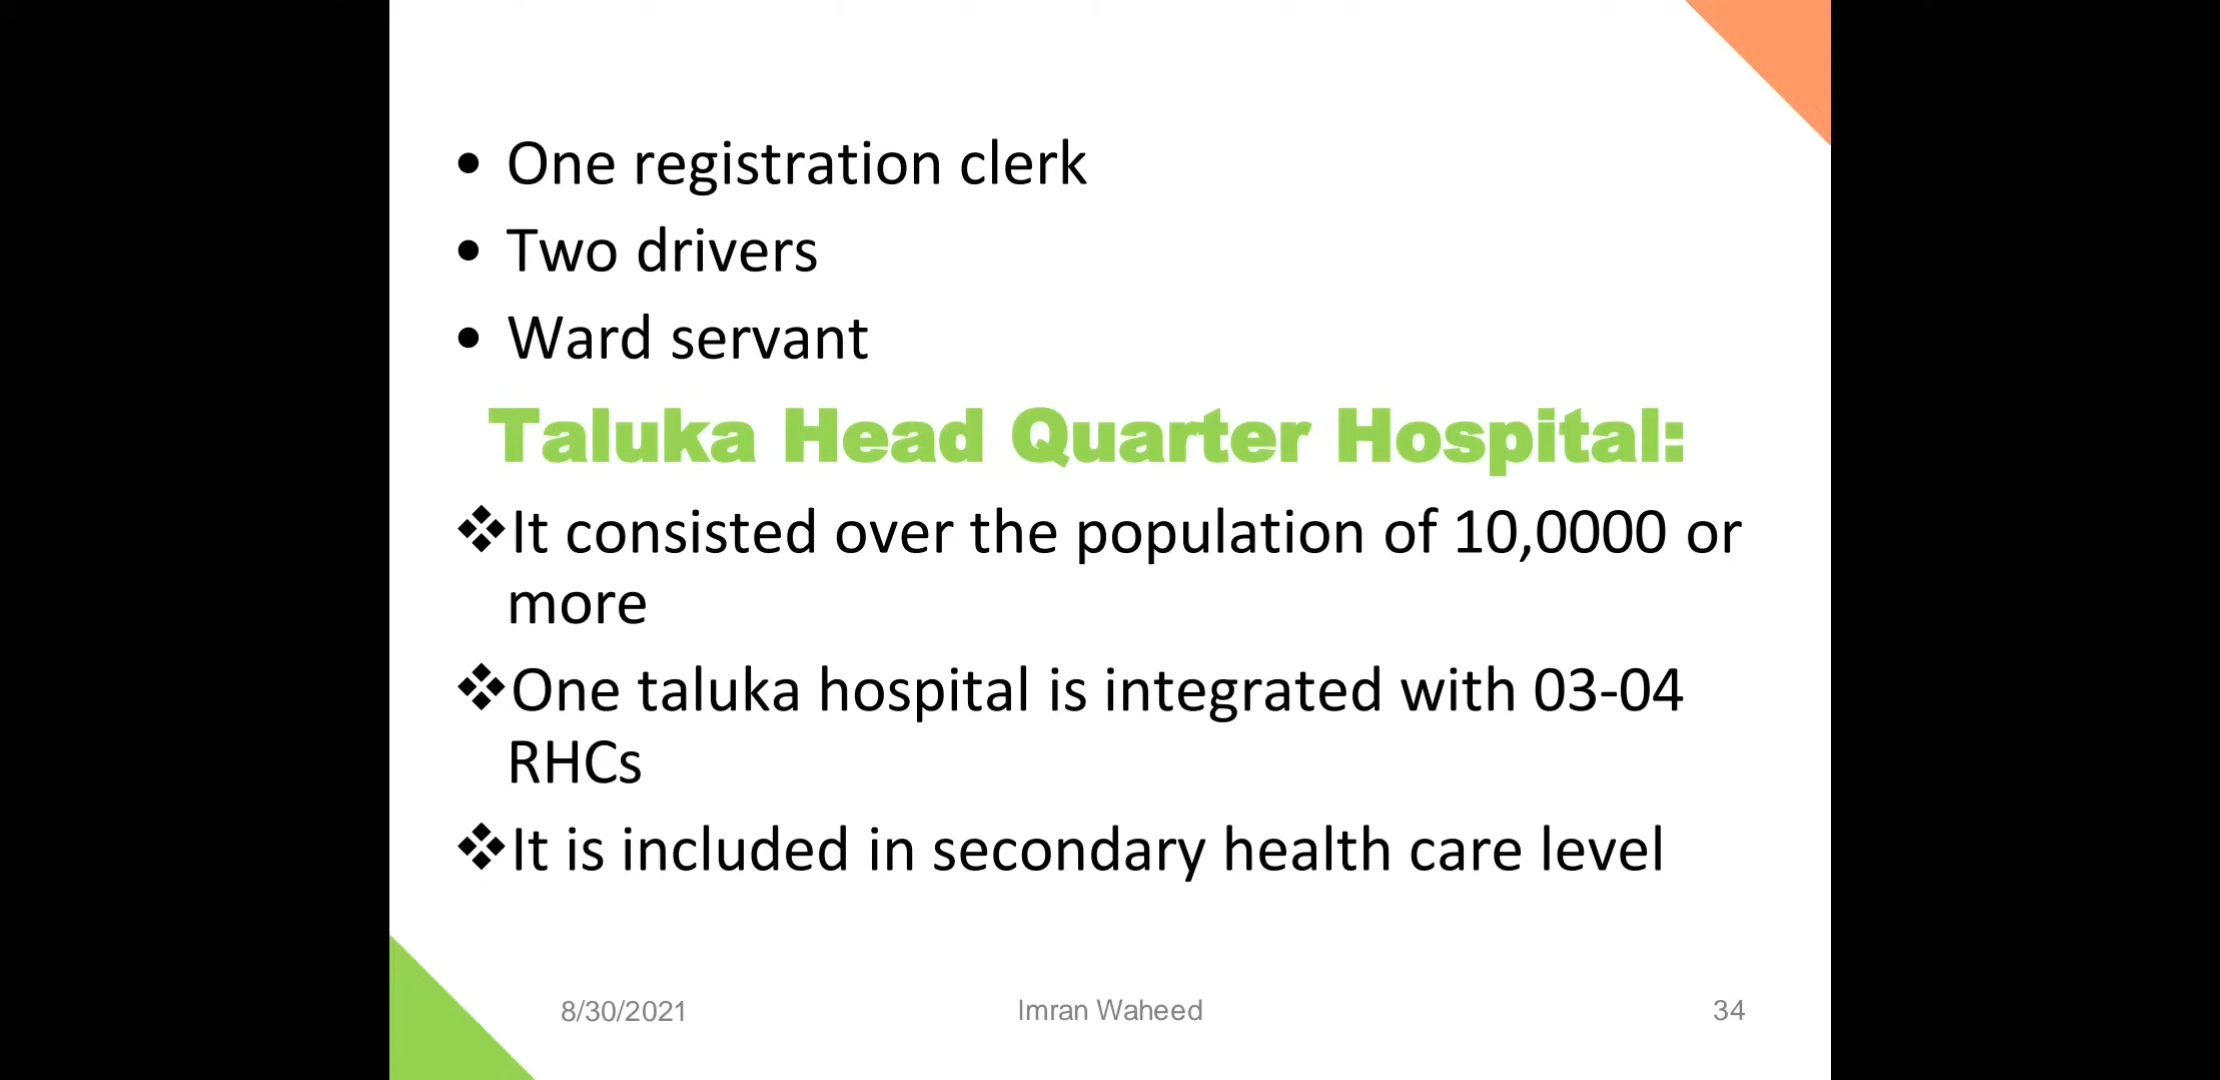 • One registration clerk
• Two drivers
• Ward servant
Taluka Head Quarter Hospital:
❖It consisted over the population of 10,0000 or
more
❖One taluka hospital is integrated with 03-04
RHCs
❖It is included in secondary health care level
8/30/2021
Imran Waheed
34